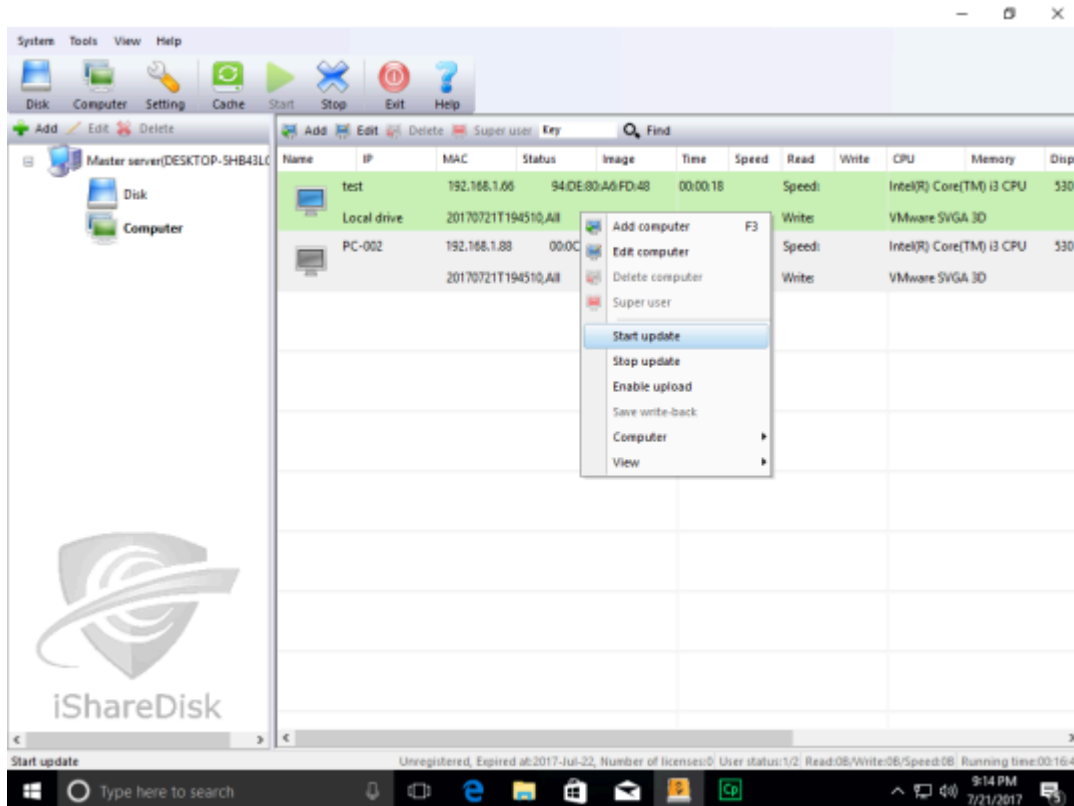 System Tools View Help
Disk Computer Setting Cache Start Stop Exit Help
Add Edit Delete
Add Edit Delete Super user Key Find
Master server(DESKTOP-SHB43L
Disk
Computer
Name IP MAC Status Image Time Speed Read Write CPU Memory Disp
test 192.168.1.66 94:DE:80:A6:FD:48 00:00:18 Speed: Intel(R) Core(TM) i3 CPU 530
Local drive 20170721T194510,All Write: VMware SVGA 3D
PC-002 192.168.1.88 00:0C Speed: Intel(R) Core(TM) i3 CPU 530
20170721T194510,All Write: VMware SVGA 3D
Add computer F3
Edit computer
Delete computer
Super user
Start update
Stop update
Enable upload
Save write-back
Computer
View
iShareDisk
Start update Unregistered, Expired at:2017-Jul-22, Number of licenses:0 User status:1/2 Read:0B/Write:0B/Speed:0B Running time:00:16:4
Type here to search
Cp
9:14 PM
7/21/2017